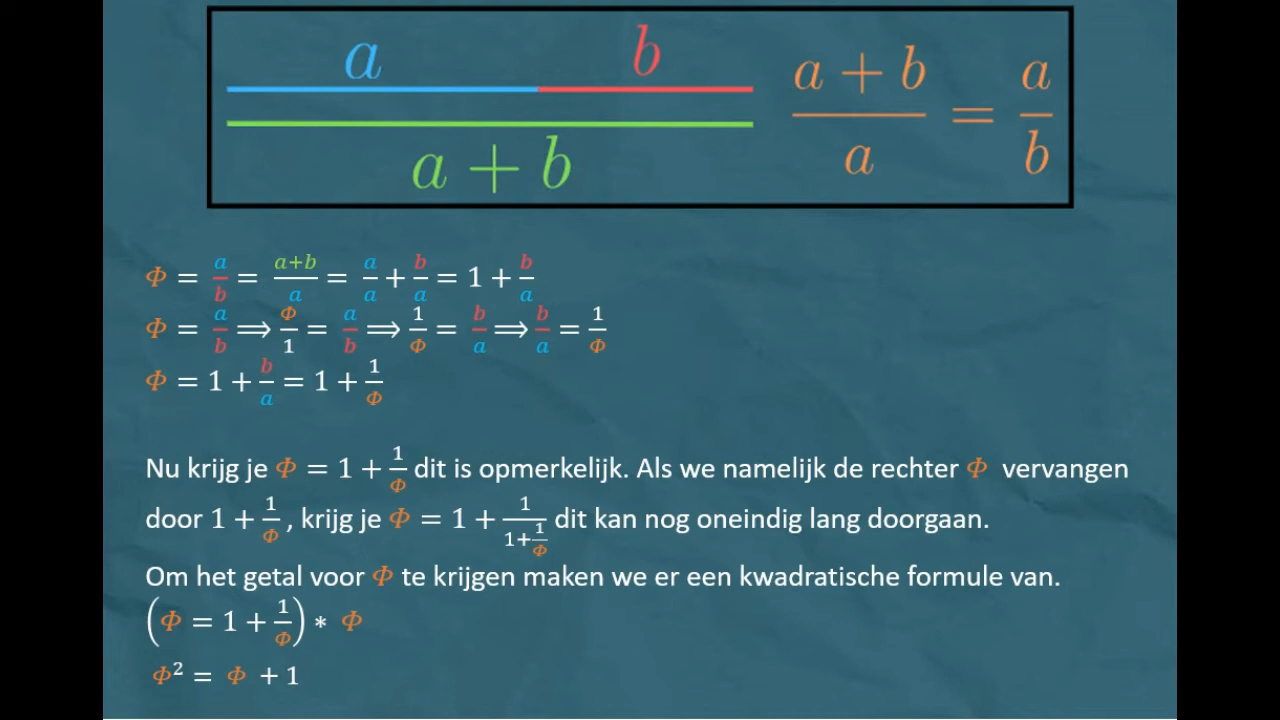 a b
a + b
(a + b)/a = a/b
Φ = a/b = (a+b)/a = a/a + b/a = 1 + b/a
Φ = a/b ⟹ Φ/1 = a/b ⟹ 1/Φ = b/a ⟹ b/a = 1/Φ
Φ = 1 + b/a = 1 + 1/Φ
Nu krijg je Φ = 1 + 1/Φ dit is opmerkelijk. Als we namelijk de rechter Φ vervangen
door 1 + 1/Φ , krijg je Φ = 1 + 1/(1+1/Φ) dit kan nog oneindig lang doorgaan.
Om het getal voor Φ te krijgen maken we er een kwadratische formule van.
(Φ = 1 + 1/Φ) ∗ Φ
Φ² = Φ + 1